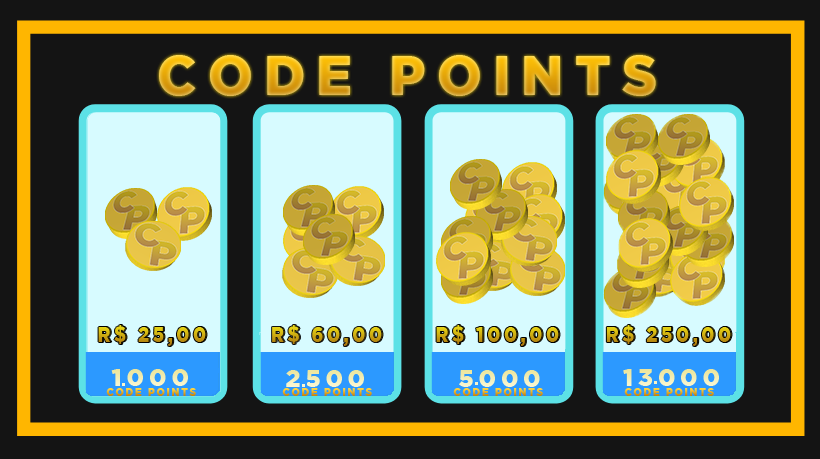 CODE POINTS
R$ 25,00
1.000
CODE POINTS
R$ 60,00
2.500
CODE POINTS
R$ 100,00
5.000
CODE POINTS
R$ 250,00
13.000
CODE POINTS